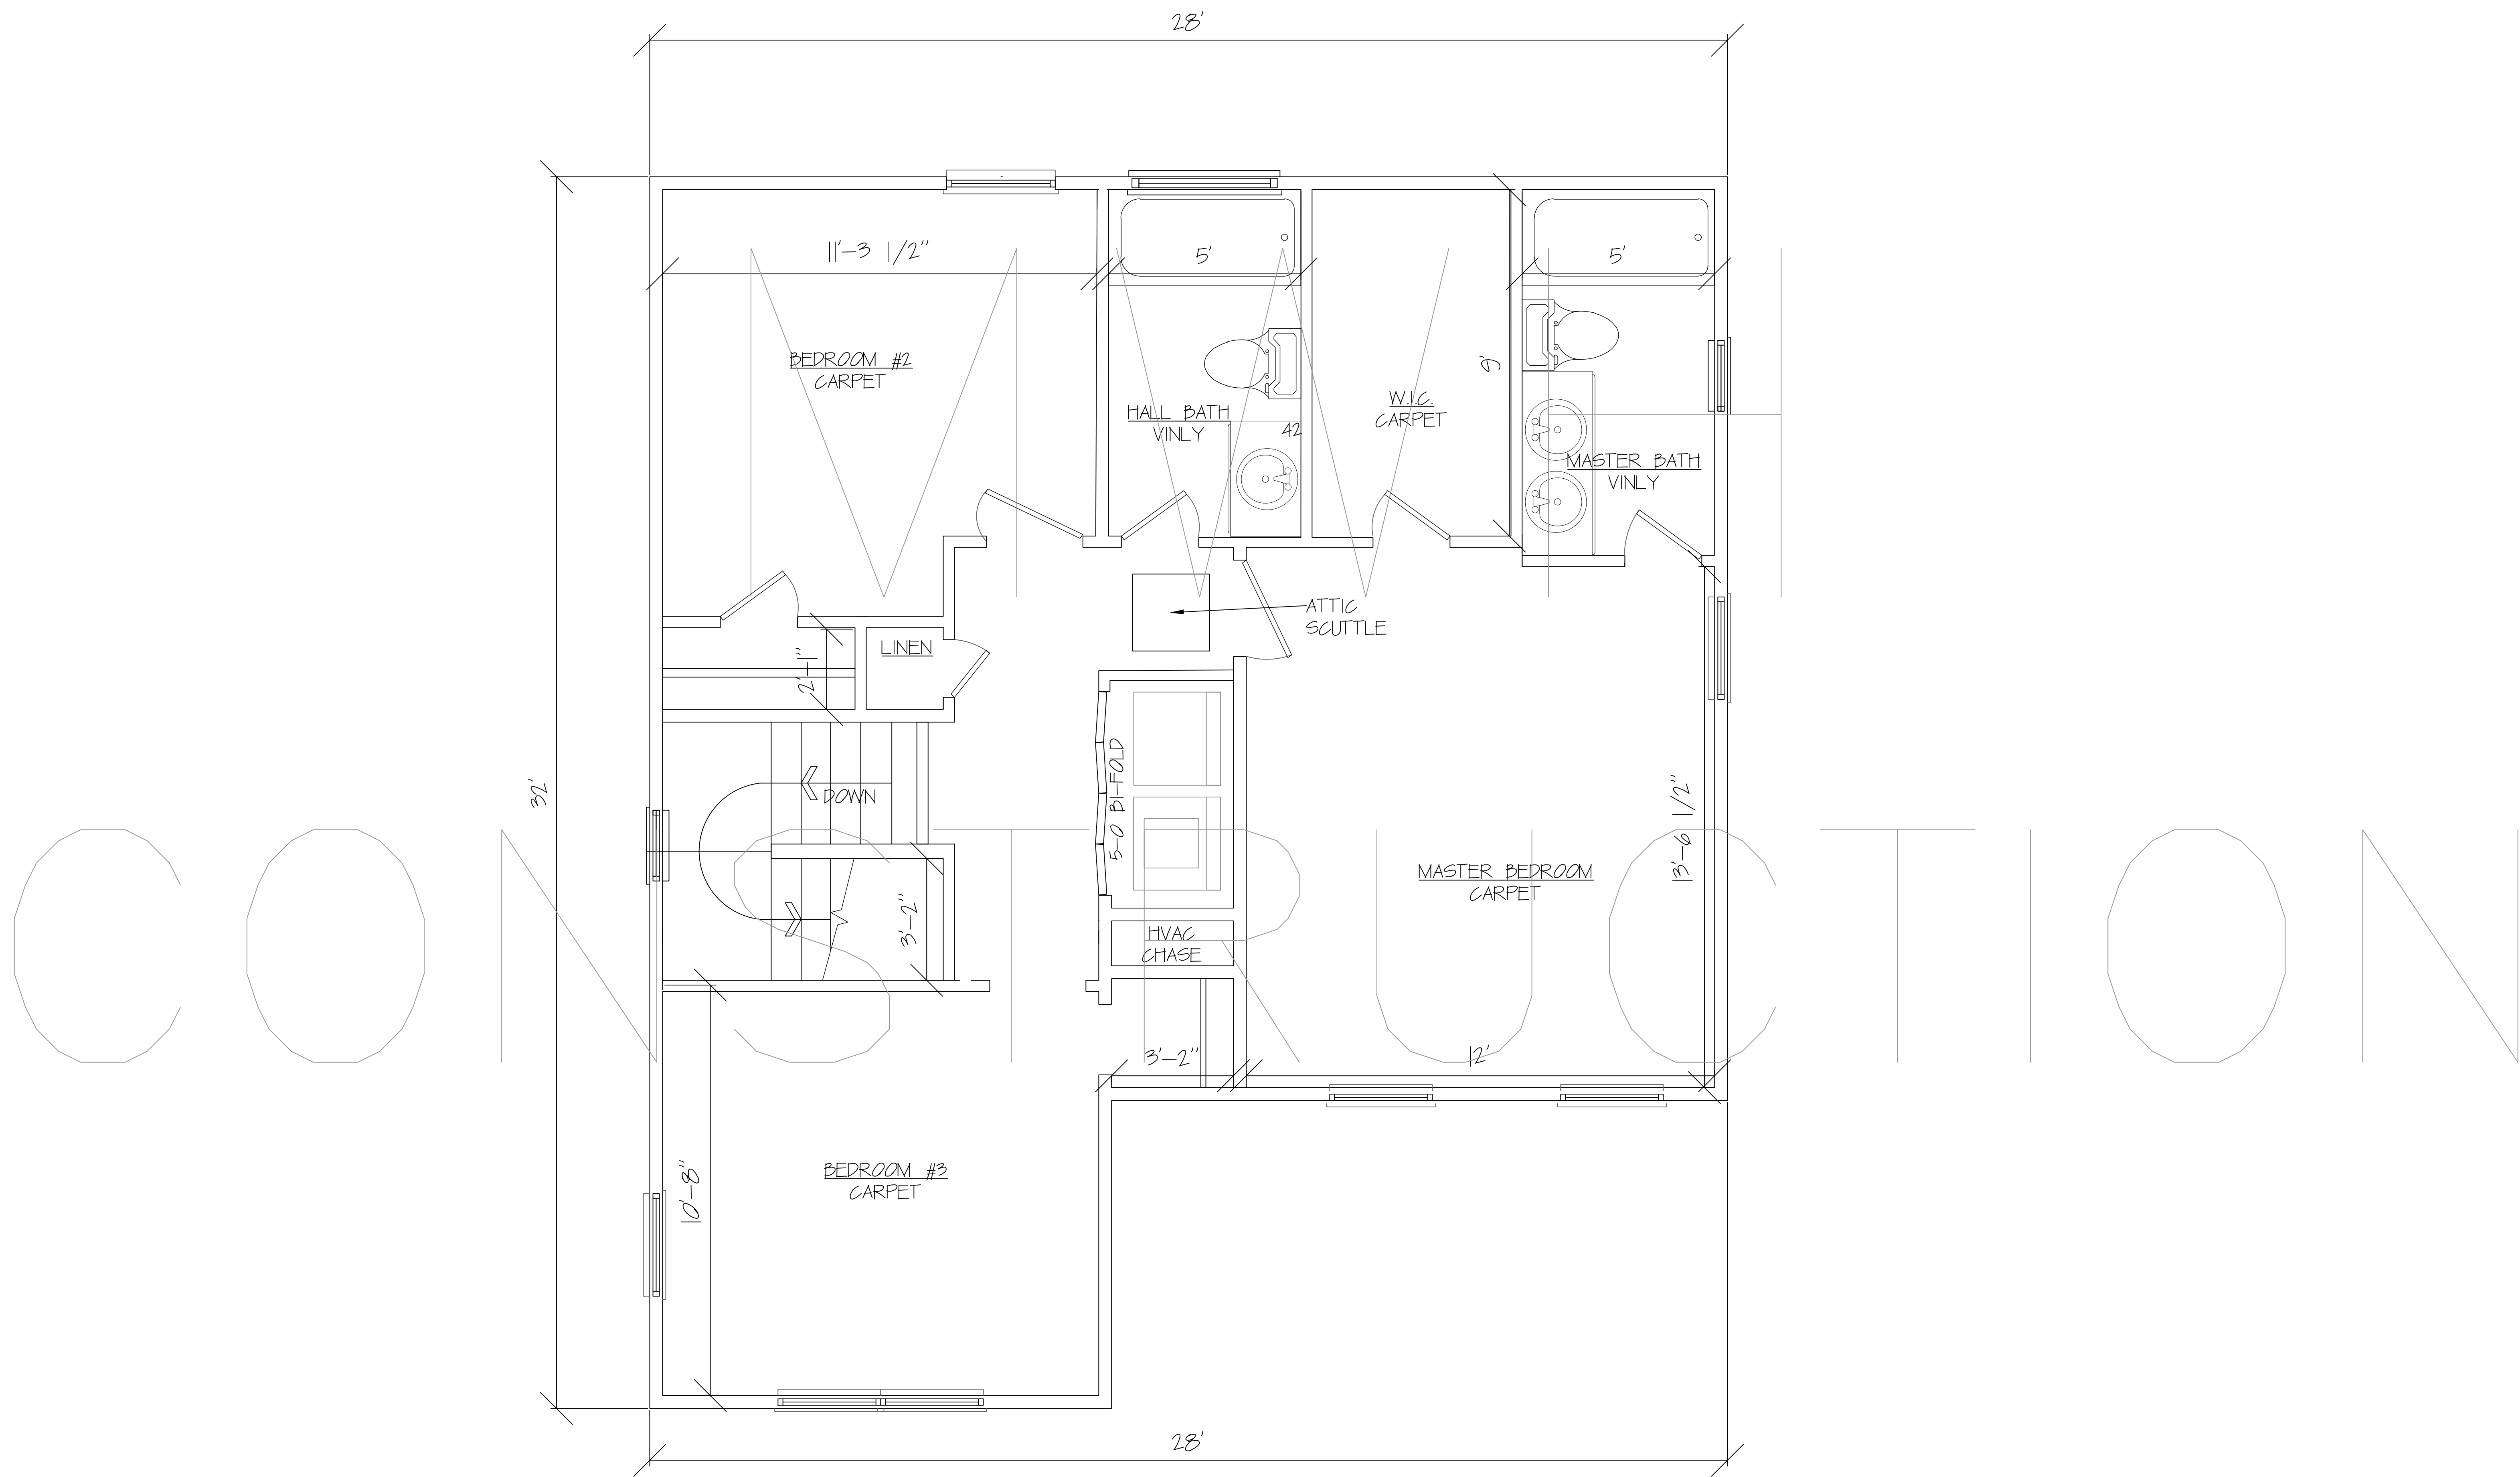 28'
11'-3 1/2"
5'
5'
BEDROOM #2
CARPET
9'
HALL BATH
VINLY
42
W.I.C.
CARPET
MASTER BATH
VINLY
ATTIC
SCUTTLE
LINEN
2'-1"
32'
DOWN
5-0 BI-FOLD
13'-6 1/2"
MASTER BEDROOM
CARPET
3'-2"
HVAC
CHASE
3'-2"
12'
BEDROOM #3
CARPET
10'-8"
28'
CONSTRUCTION